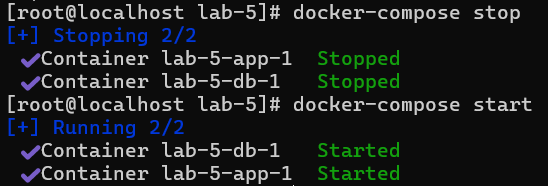 [root@localhost lab-5]# docker-compose stop
[+] Stopping 2/2
✔Container lab-5-app-1  Stopped
✔Container lab-5-db-1   Stopped
[root@localhost lab-5]# docker-compose start
[+] Running 2/2
✔Container lab-5-db-1   Started
✔Container lab-5-app-1  Started